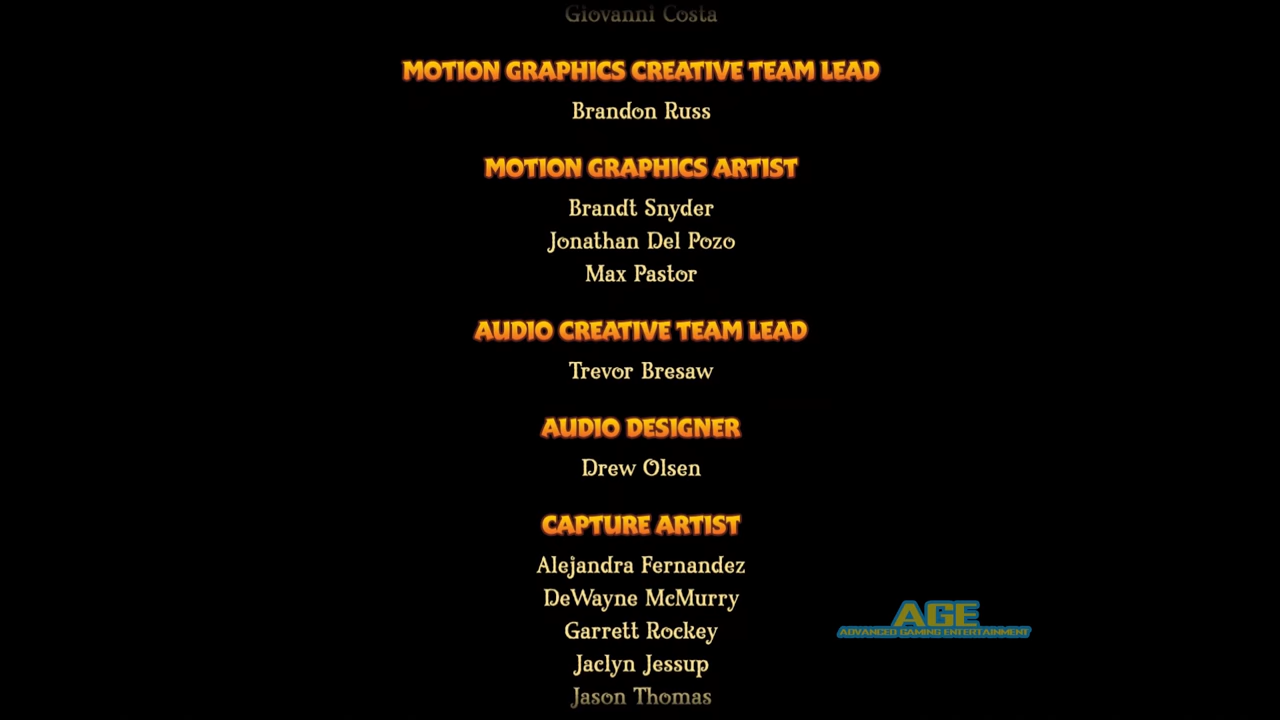 Giovanni Costa
MOTION GRAPHICS CREATIVE TEAM LEAD
Brandon Russ
MOTION GRAPHICS ARTIST
Brandt Snyder
Jonathan Del Pozo
Max Pastor
AUDIO CREATIVE TEAM LEAD
Trevor Bresaw
AUDIO DESIGNER
Drew Olsen
CAPTURE ARTIST
Alejandra Fernandez
DeWayne McMurry
Garrett Rockey
Jaclyn Jessup
Jason Thomas
AGE
ADVANCED GAMING ENTERTAINMENT